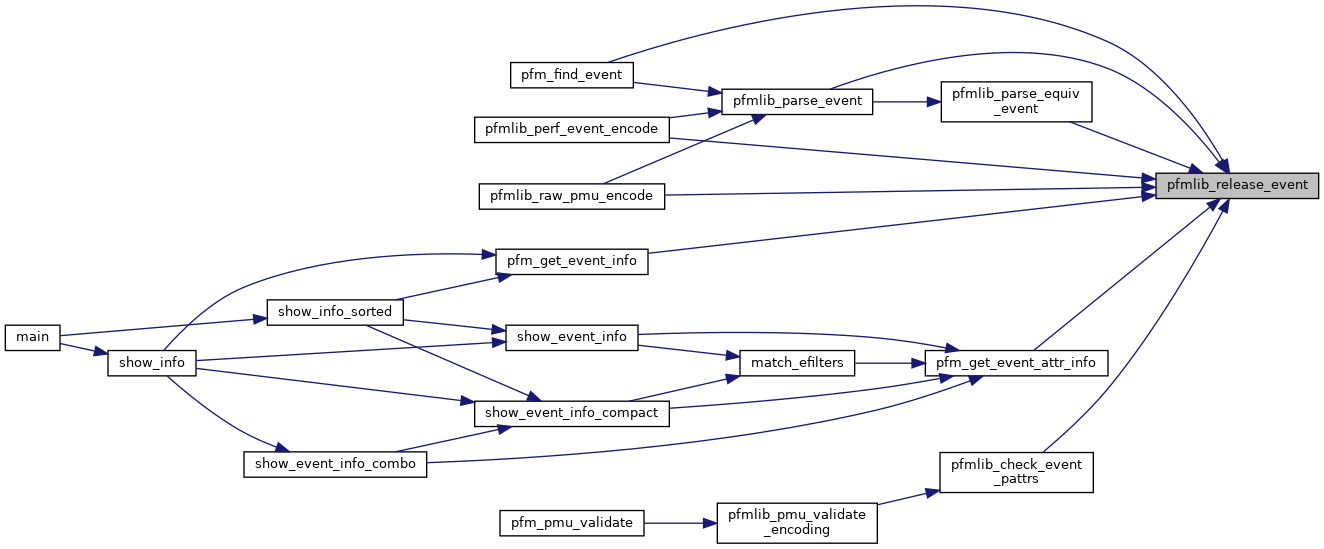 pfm_find_event
pfmlib_parse_event
pfmlib_parse_equiv
_event
pfmlib_perf_event_encode
pfmlib_raw_pmu_encode
pfmlib_release_event
pfm_get_event_info
show_info_sorted
main
show_info
show_event_info
match_efilters
pfm_get_event_attr_info
show_event_info_compact
show_event_info_combo
pfmlib_check_event
_pattrs
pfm_pmu_validate
pfmlib_pmu_validate
_encoding